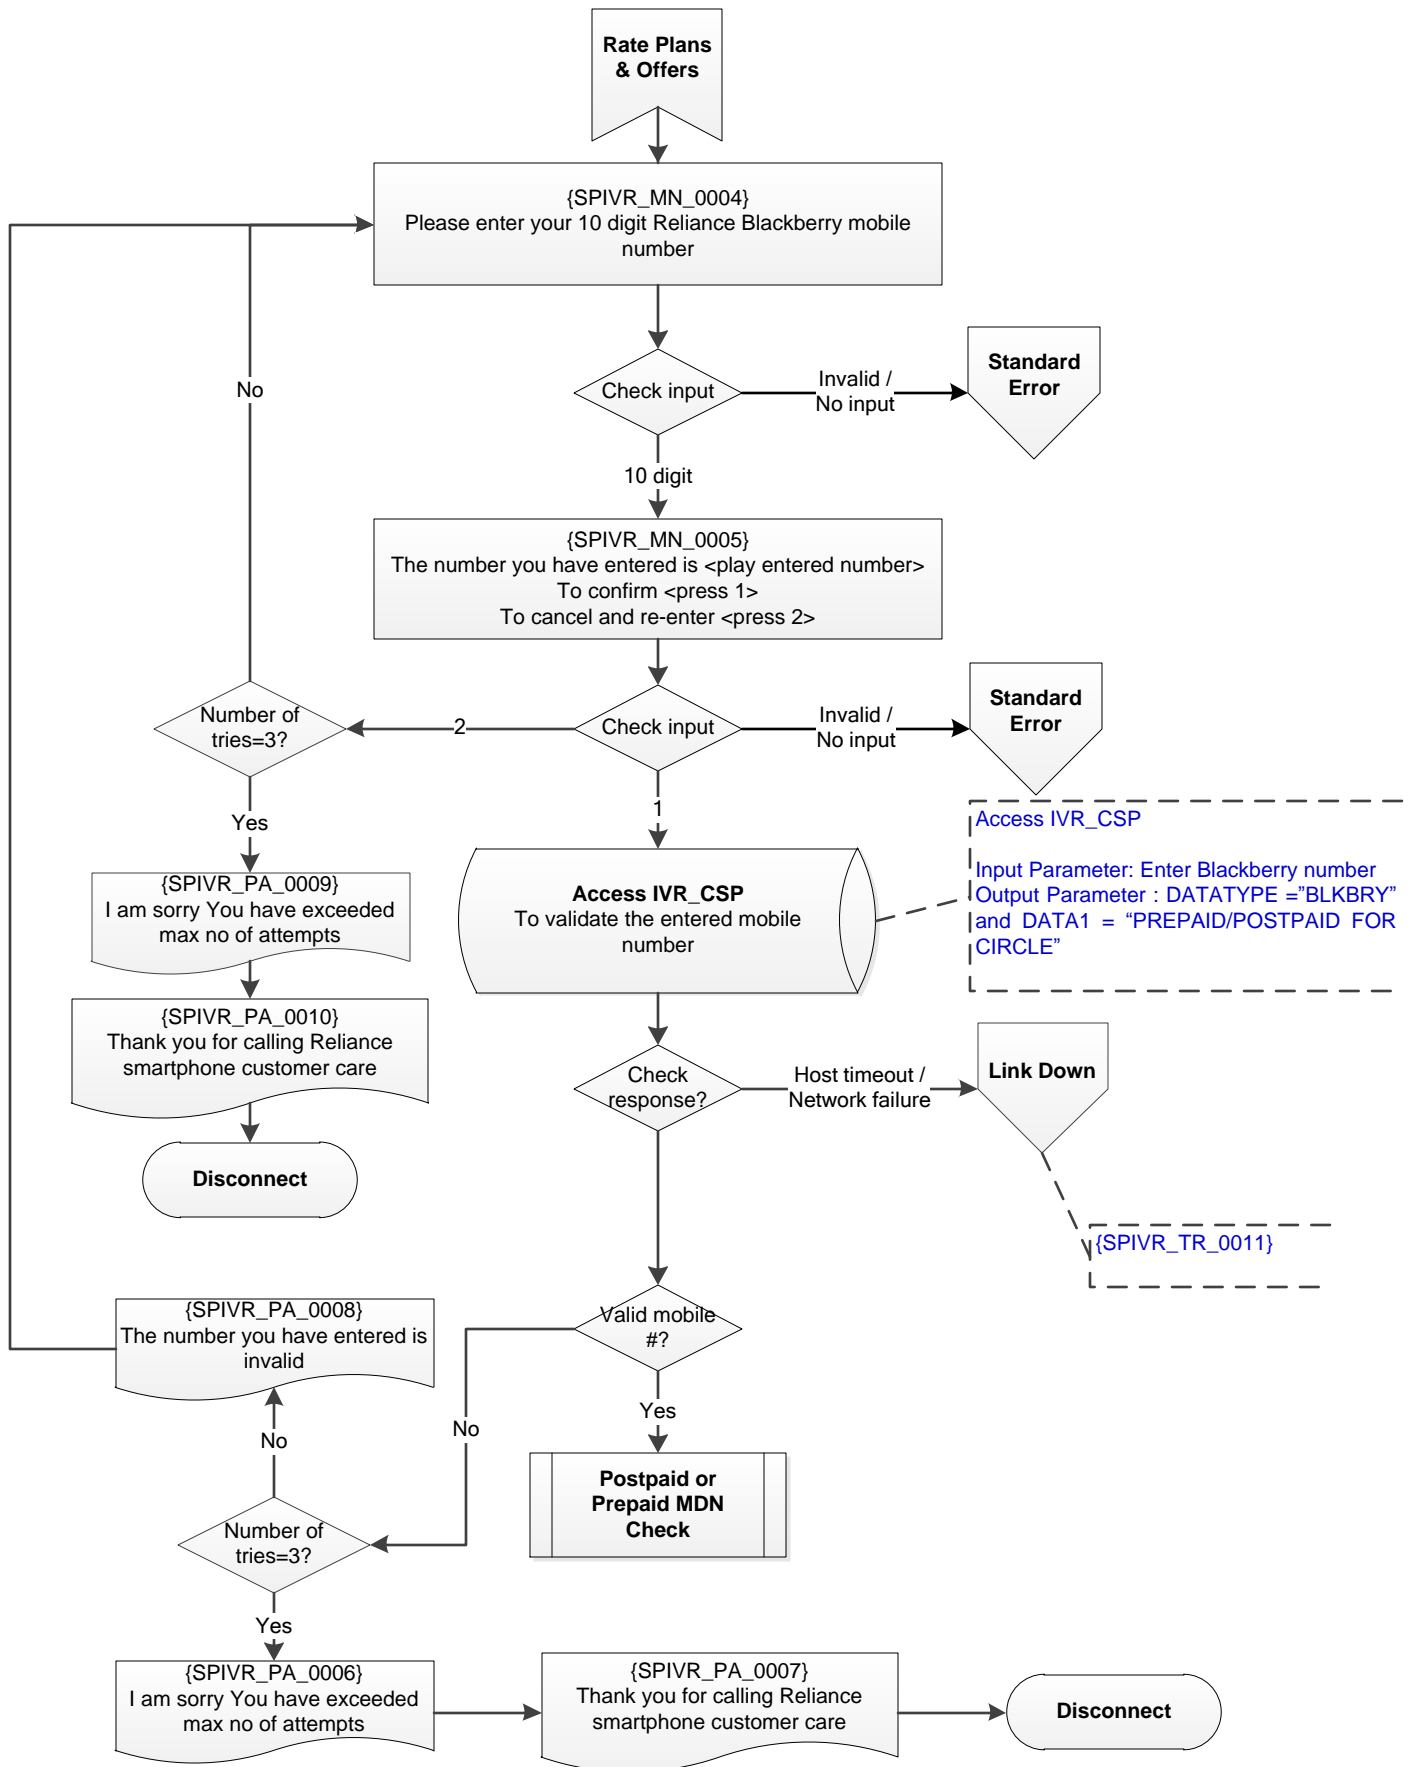 Rate Plans
& Offers
{SPIVR_MN_0004}
Please enter your 10 digit Reliance Blackberry mobile
number
No
Check input
Invalid /
No input
Standard
Error
10 digit
{SPIVR_MN_0005}
The number you have entered is <play entered number>
To confirm <press 1>
To cancel and re-enter <press 2>
Number of
tries=3?
2
Check input
Invalid /
No input
Standard
Error
Yes
1
Access IVR_CSP
Input Parameter: Enter Blackberry number
Output Parameter : DATATYPE =”BLKBRY”
and DATA1 = “PREPAID/POSTPAID FOR
CIRCLE”
{SPIVR_PA_0009}
I am sorry You have exceeded
max no of attempts
Access IVR_CSP
To validate the entered mobile
number
{SPIVR_PA_0010}
Thank you for calling Reliance
smartphone customer care
Check
response?
Host timeout /
Network failure
Link Down
Disconnect
{SPIVR_TR_0011}
{SPIVR_PA_0008}
The number you have entered is
invalid
Valid mobile
#?
No
No
Yes
Postpaid or
Prepaid MDN
Check
Number of
tries=3?
Yes
{SPIVR_PA_0006}
I am sorry You have exceeded
max no of attempts
{SPIVR_PA_0007}
Thank you for calling Reliance
smartphone customer care
Disconnect